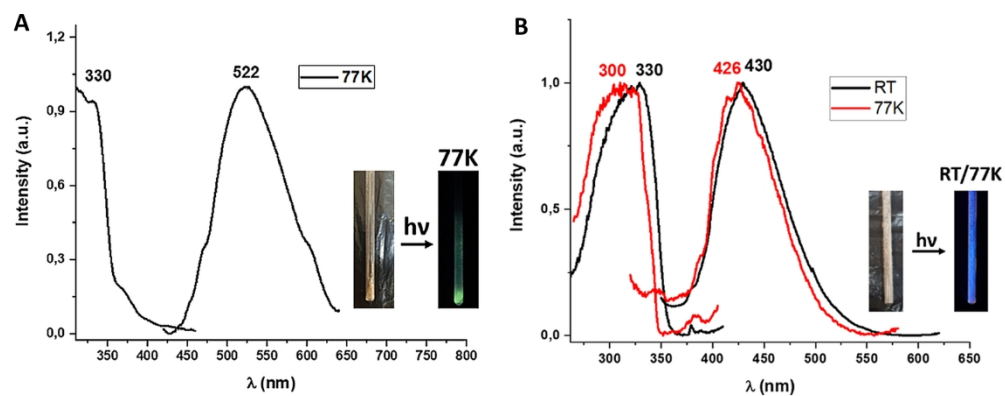 A
1,2
0,9
0,6
0,3
0,0
Intensity (a.u.)
330
522
77K
77K
hν
350 400 450 500 550 600 650 700 750 800
λ (nm)
B
1,0
0,5
0,0
Intensity (a.u.)
300 330
426 430
RT
77K
RT/77K
hν
300 350 400 450 500 550 600 650
λ (nm)